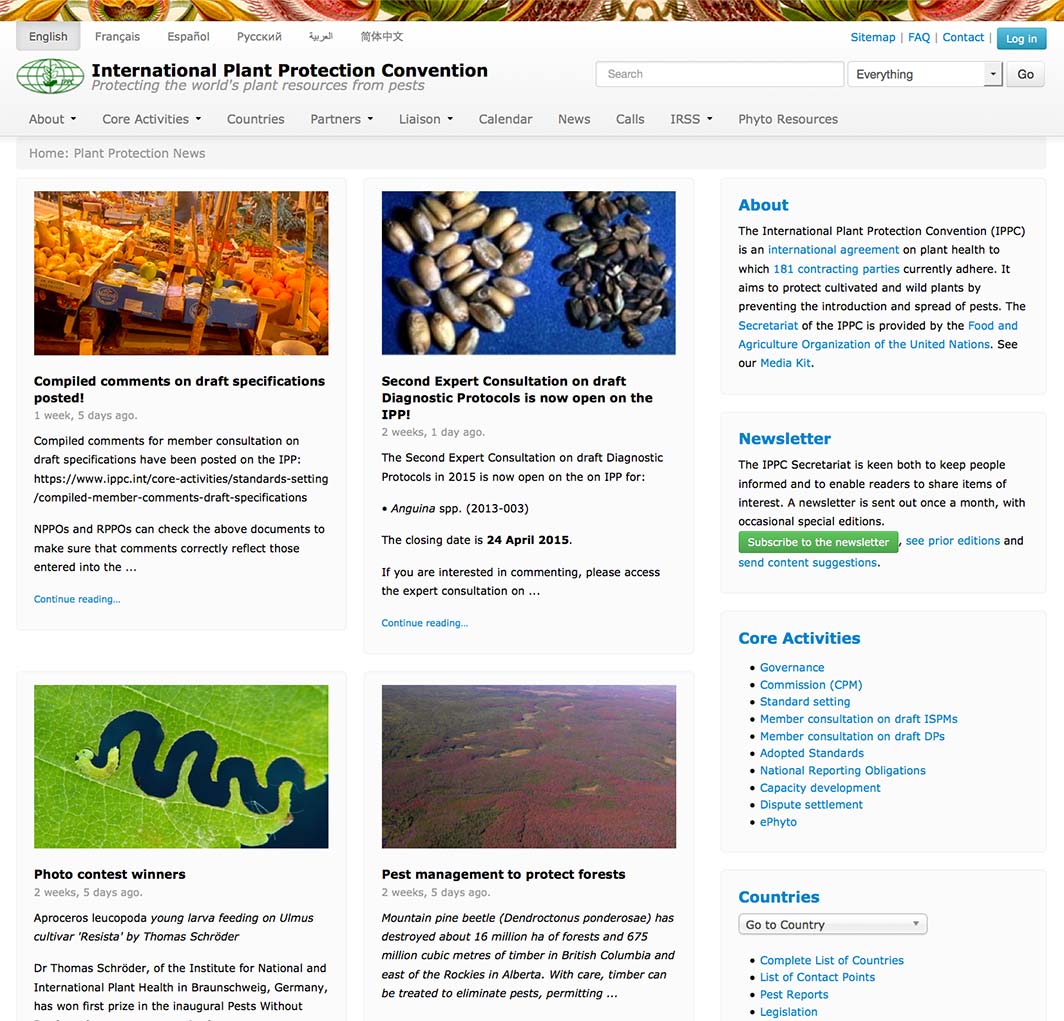 English Français Español Русский العربية 简体中文
Sitemap | FAQ | Contact | Log in
International Plant Protection Convention
Protecting the world's plant resources from pests
Search Everything Go
About Core Activities Countries Partners Liaison Calendar News Calls IRSS Phyto Resources
Home: Plant Protection News
Compiled comments on draft specifications
posted!
1 week, 5 days ago.
Compiled comments for member consultation on
draft specifications have been posted on the IPP:
https://www.ippc.int/core-activities/standards-setting
/compiled-member-comments-draft-specifications
NPPOs and RPPOs can check the above documents to
make sure that comments correctly reflect those
entered into the ...
Continue reading...
Second Expert Consultation on draft
Diagnostic Protocols is now open on the
IPP!
2 weeks, 1 day ago.
The Second Expert Consultation on draft Diagnostic
Protocols in 2015 is now open on the on IPP for:
• Anguina spp. (2013-003)
The closing date is 24 April 2015.
If you are interested in commenting, please access
the expert consultation on ...
Continue reading...
Photo contest winners
2 weeks, 5 days ago.
Aproceros leucopoda young larva feeding on Ulmus
cultivar 'Resista' by Thomas Schröder
Dr Thomas Schröder, of the Institute for National and
International Plant Health in Braunschweig, Germany,
has won first prize in the inaugural Pests Without
Pest management to protect forests
2 weeks, 5 days ago.
Mountain pine beetle (Dendroctonus ponderosae) has
destroyed about 16 million ha of forests and 675
million cubic metres of timber in British Columbia and
east of the Rockies in Alberta. With care, timber can
be treated to eliminate pests, permitting ...
About
The International Plant Protection Convention (IPPC)
is an international agreement on plant health to
which 181 contracting parties currently adhere. It
aims to protect cultivated and wild plants by
preventing the introduction and spread of pests. The
Secretariat of the IPPC is provided by the Food and
Agriculture Organization of the United Nations. See
our Media Kit.
Newsletter
The IPPC Secretariat is keen both to keep people
informed and to enable readers to share items of
interest. A newsletter is sent out once a month, with
occasional special editions.
Subscribe to the newsletter, see prior editions and
send content suggestions.
Core Activities
• Governance
• Commission (CPM)
• Standard setting
• Member consultation on draft ISPMs
• Member consultation on draft DPs
• Adopted Standards
• National Reporting Obligations
• Capacity development
• Dispute settlement
• ePhyto
Countries
Go to Country
• Complete List of Countries
• List of Contact Points
• Pest Reports
• Legislation